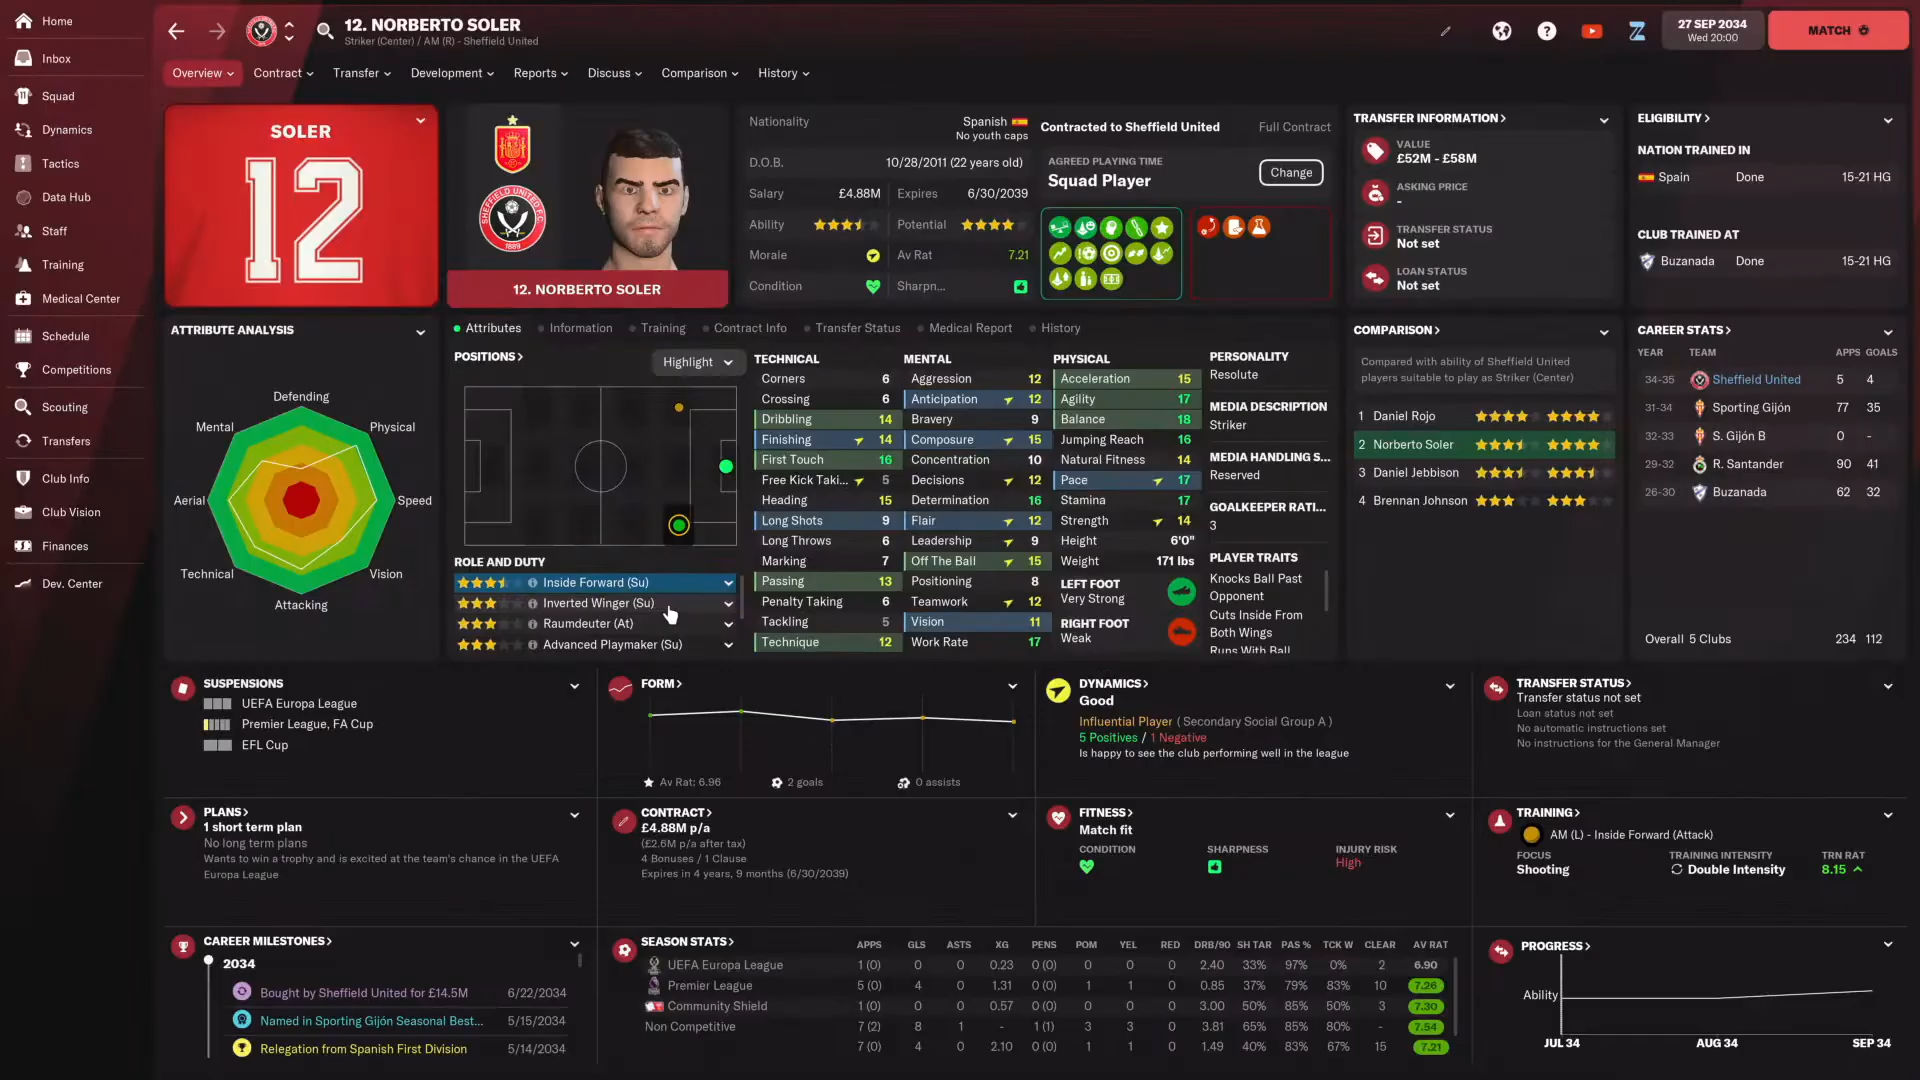 Home
Inbox
Squad
Dynamics
Tactics
Data Hub
Staff
Training
Medical Center
Schedule
Competitions
Scouting
Transfers
Club Info
Club Vision
Finances
Dev. Center
12. NORBERTO SOLER
Striker (Center) / AM (R) - Sheffield United
27 SEP 2034
Wed 20:00
MATCH
Overview Contract Transfer Development Reports Discuss Comparison History
SOLER
12
SHEFFIELD UNITED F.C.
1889
12. NORBERTO SOLER
Nationality Spanish
No youth caps
D.O.B. 10/28/2011 (22 years old)
Salary £4.88M Expires 6/30/2039
Ability Potential
Morale Av Rat 7.21
Condition Sharpn...
Contracted to Sheffield United Full Contract
AGREED PLAYING TIME
Squad Player
Change
TRANSFER INFORMATION>
VALUE
£52M - £58M
ASKING PRICE
-
TRANSFER STATUS
Not set
LOAN STATUS
Not set
ELIGIBILITY>
NATION TRAINED IN
Spain Done 15-21 HG
CLUB TRAINED AT
Buzanada Done 15-21 HG
ATTRIBUTE ANALYSIS
Defending
Mental Physical
Aerial Speed
Technical Vision
Attacking
Attributes Information Training Contract Info Transfer Status Medical Report History
POSITIONS>
Highlight
ROLE AND DUTY
Inside Forward (Su)
Inverted Winger (Su)
Raumdeuter (At)
Advanced Playmaker (Su)
TECHNICAL
Corners 6
Crossing 6
Dribbling 14
Finishing 14
First Touch 16
Free Kick Taki... 5
Heading 15
Long Shots 9
Long Throws 6
Marking 7
Passing 13
Penalty Taking 6
Tackling 5
Technique 12
MENTAL
Aggression 12
Anticipation 12
Bravery 9
Composure 15
Concentration 10
Decisions 12
Determination 16
Flair 12
Leadership 9
Off The Ball 15
Positioning 8
Teamwork 12
Vision 11
Work Rate 17
PHYSICAL
Acceleration 15
Agility 17
Balance 18
Jumping Reach 16
Natural Fitness 14
Pace 17
Stamina 17
Strength 14
Height 6'0"
Weight 171 lbs
LEFT FOOT
Very Strong
RIGHT FOOT
Weak
PERSONALITY
Resolute
MEDIA DESCRIPTION
Striker
MEDIA HANDLING S...
Reserved
GOALKEEPER RATI...
3
PLAYER TRAITS
Knocks Ball Past
Opponent
Cuts Inside From
Both Wings
Runs With Ball
COMPARISON>
Compared with ability of Sheffield United
players suitable to play as Striker (Center)
1 Daniel Rojo
2 Norberto Soler
3 Daniel Jebbison
4 Brennan Johnson
CAREER STATS>
YEAR TEAM APPS GOALS
34-35 Sheffield United 5 4
31-34 Sporting Gijón 77 35
32-33 S. Gijón B 0 -
29-32 R. Santander 90 41
26-30 Buzanada 62 32
Overall 5 Clubs 234 112
SUSPENSIONS
UEFA Europa League
Premier League, FA Cup
EFL Cup
FORM>
Av Rat: 6.96 2 goals 0 assists
DYNAMICS>
Good
Influential Player ( Secondary Social Group A )
5 Positives / 1 Negative
Is happy to see the club performing well in the league
TRANSFER STATUS>
Transfer status not set
Loan status not set
No automatic instructions set
No instructions for the General Manager
PLANS>
1 short term plan
No long term plans
Wants to win a trophy and is excited at the team's chance in the UEFA
Europa League
CONTRACT>
£4.88M p/a
(£2.6M p/a after tax)
4 Bonuses / 1 Clause
Expires in 4 years, 9 months (6/30/2039)
FITNESS>
Match fit
CONDITION SHARPNESS INJURY RISK
High
TRAINING>
AM (L) - Inside Forward (Attack)
FOCUS TRAINING INTENSITY TRN RAT
Shooting Double Intensity 8.15
CAREER MILESTONES>
2034
Bought by Sheffield United for £14.5M 6/22/2034
Named in Sporting Gijón Seasonal Best... 5/15/2034
Relegation from Spanish First Division 5/14/2034
SEASON STATS> APPS GLS ASTS XG PENS POM YEL RED DRB/90 SH TAR PAS % TCK W CLEAR AV RAT
UEFA Europa League 1 (0) 0 0 0.23 0 (0) 0 0 0 2.40 33% 97% 0% 2 6.90
Premier League 5 (0) 4 0 1.31 0 (0) 1 1 0 0.85 37% 79% 83% 10 7.26
Community Shield 1 (0) 0 0 0.57 0 (0) 0 0 0 3.00 50% 85% 50% 3 7.30
Non Competitive 7 (2) 8 1 - 1 (1) 3 3 0 3.81 65% 85% 80% - 7.54
7 (0) 4 0 2.10 0 (0) 1 1 0 1.49 40% 83% 67% 15 7.21
PROGRESS>
Ability
JUL 34 AUG 34 SEP 34